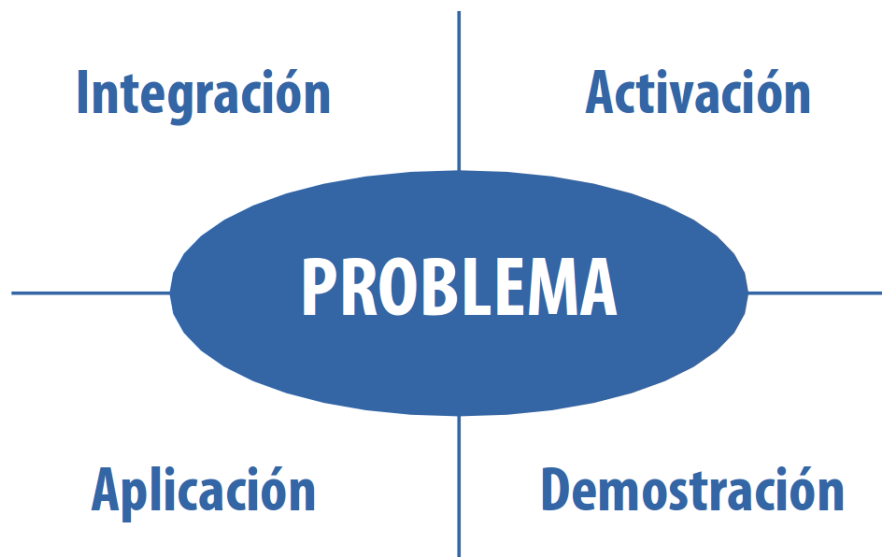 Integración
Activación
PROBLEMA
Aplicación
Demostración